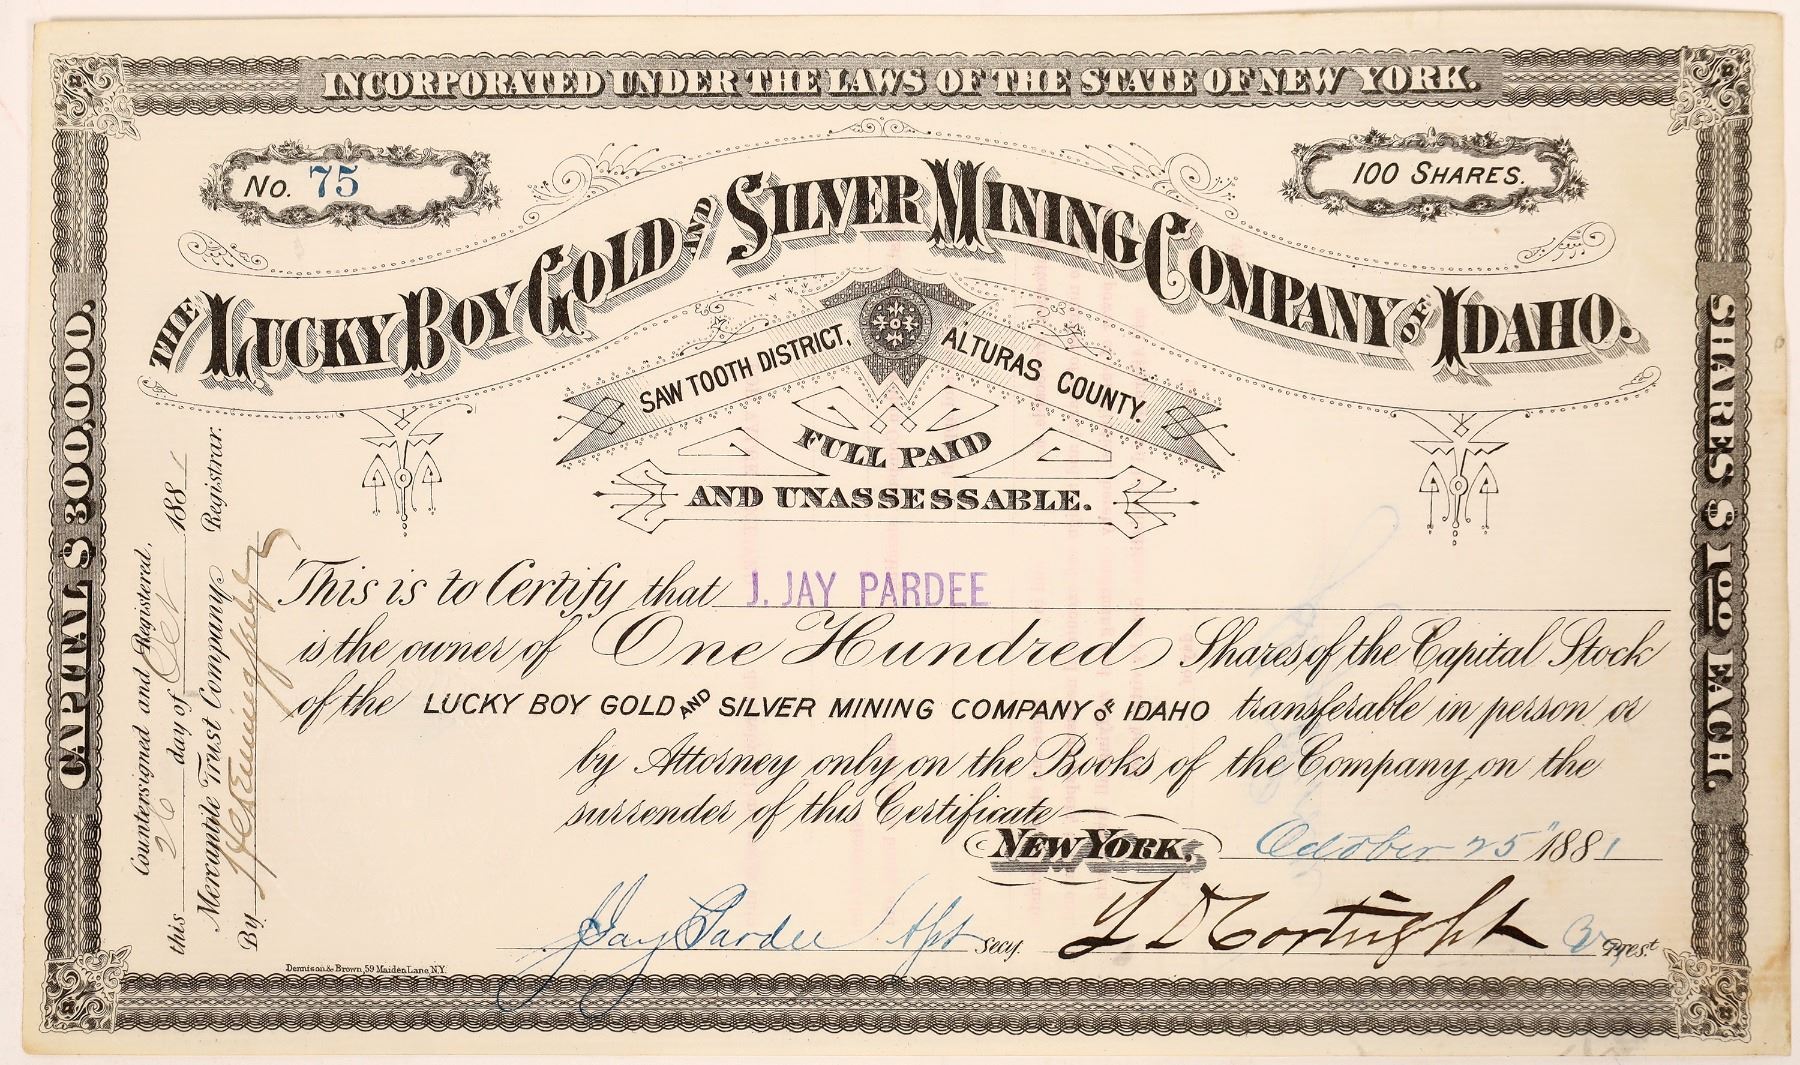 INCORPORATED UNDER THE LAWS OF THE STATE OF NEW YORK.
No. 75
100 SHARES.
THE LUCKY BOY GOLD AND SILVER MINING COMPANY OF IDAHO.
SAW TOOTH DISTRICT, ALTURAS COUNTY.
FULL PAID
AND UNASSESSABLE.
CAPITAL $300,000.
SHARES $100 EACH.
Countersigned and Registered,
this 26 day of Oct 1881
Mercantile Trust Company Registrar.
By
This is to Certify that J. JAY PARDEE
is the owner of One Hundred Shares of the Capital Stock
of the LUCKY BOY GOLD AND SILVER MINING COMPANY OF IDAHO transferable in person or
by Attorney only on the Books of the Company, on the
surrender of this Certificate
NEW YORK, October 25" 1881
J Jay Pardee Secy. Cortright Prest.
Dennison & Brown, 59 Maiden Lane N.Y.